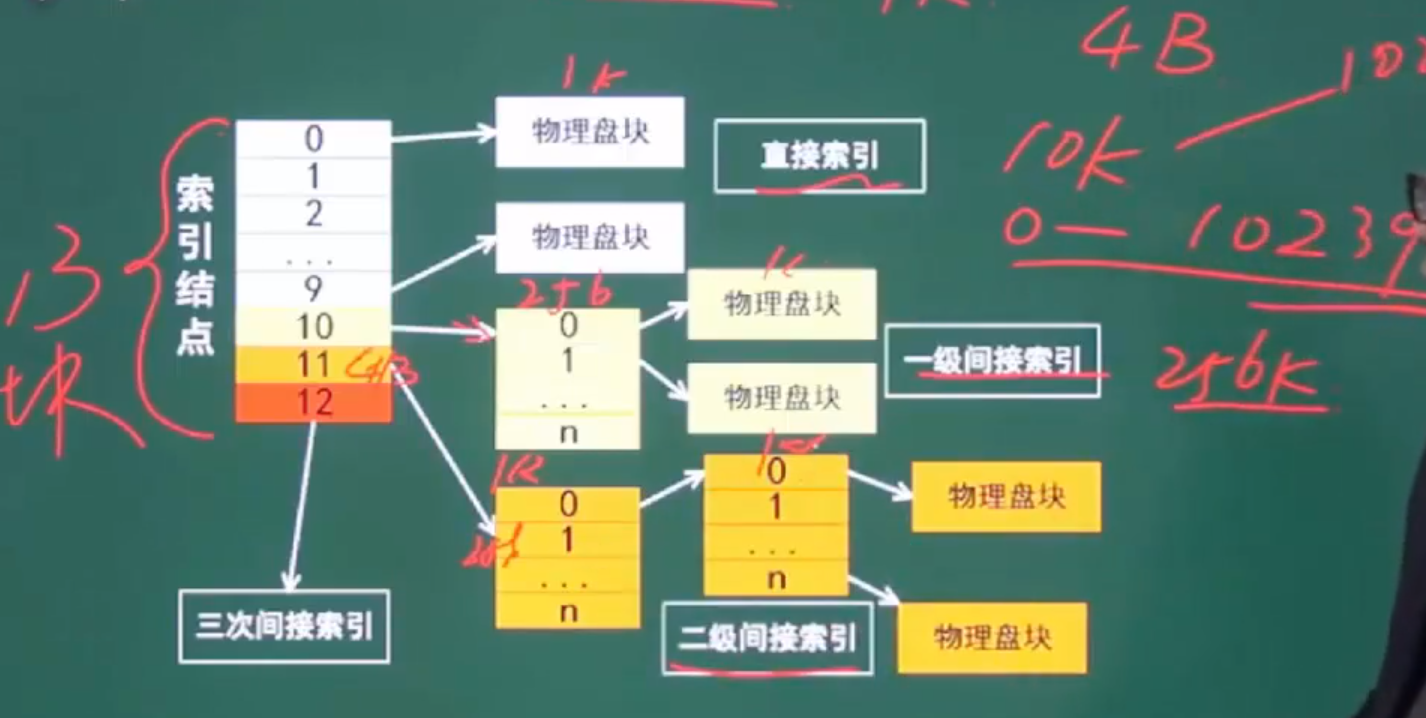 4B
1K
0
物理盘块
直接索引
10K
索引结点
1
2
...
物理盘块
0— 10239
13块
9
256
1K
物理盘块
10
0
一级间接索引
256K
11
4B
1
12
...
物理盘块
n
1K
0
物理盘块
0
1
1
...
...
n
三次间接索引
n
二级间接索引
物理盘块